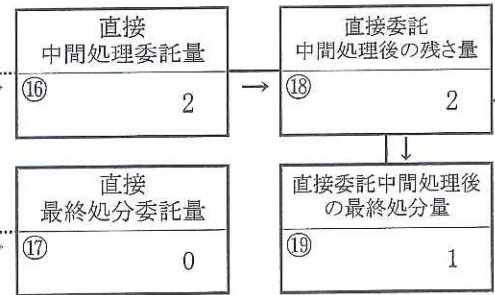 直接
中間処理委託量
⑯
2
→
直接委託
中間処理後の残さ量
⑱
2
↓
直接
最終処分委託量
⑰
0
直接委託中間処理後
の最終処分量
⑲
1